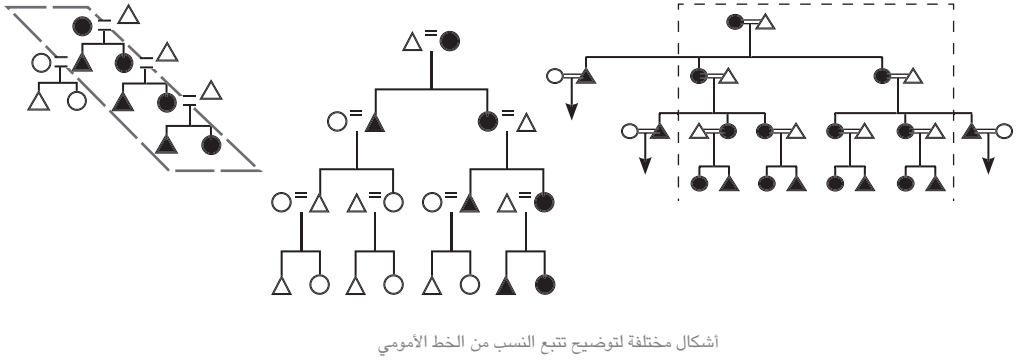 أشكال مختلفة لتوضيح تتبع النسب من الخط الأمومي